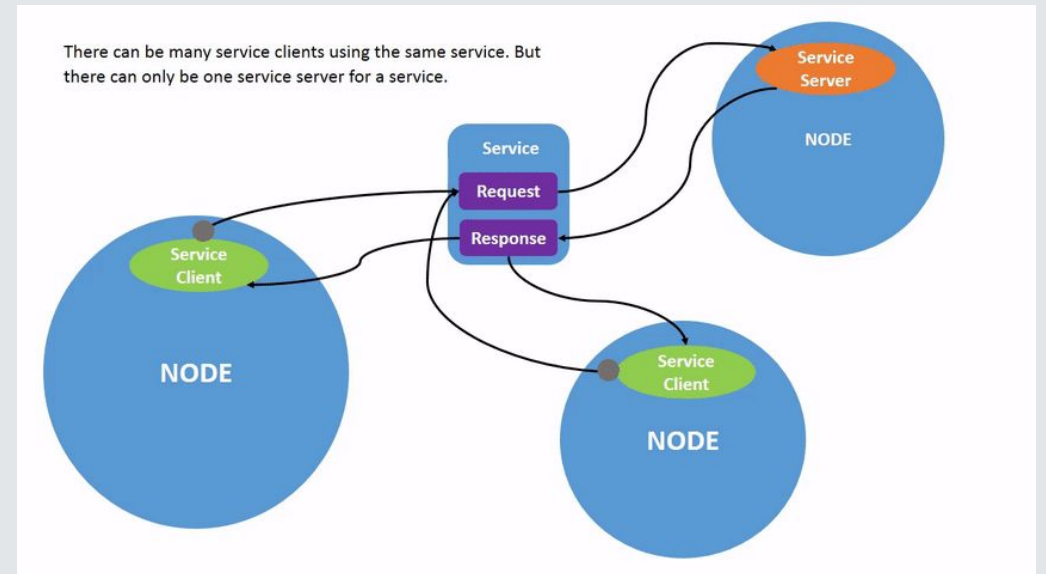 There can be many service clients using the same service. But
there can only be one service server for a service.
Service
Server
NODE
Service
Request
Response
Service
Client
NODE
Service
Client
NODE